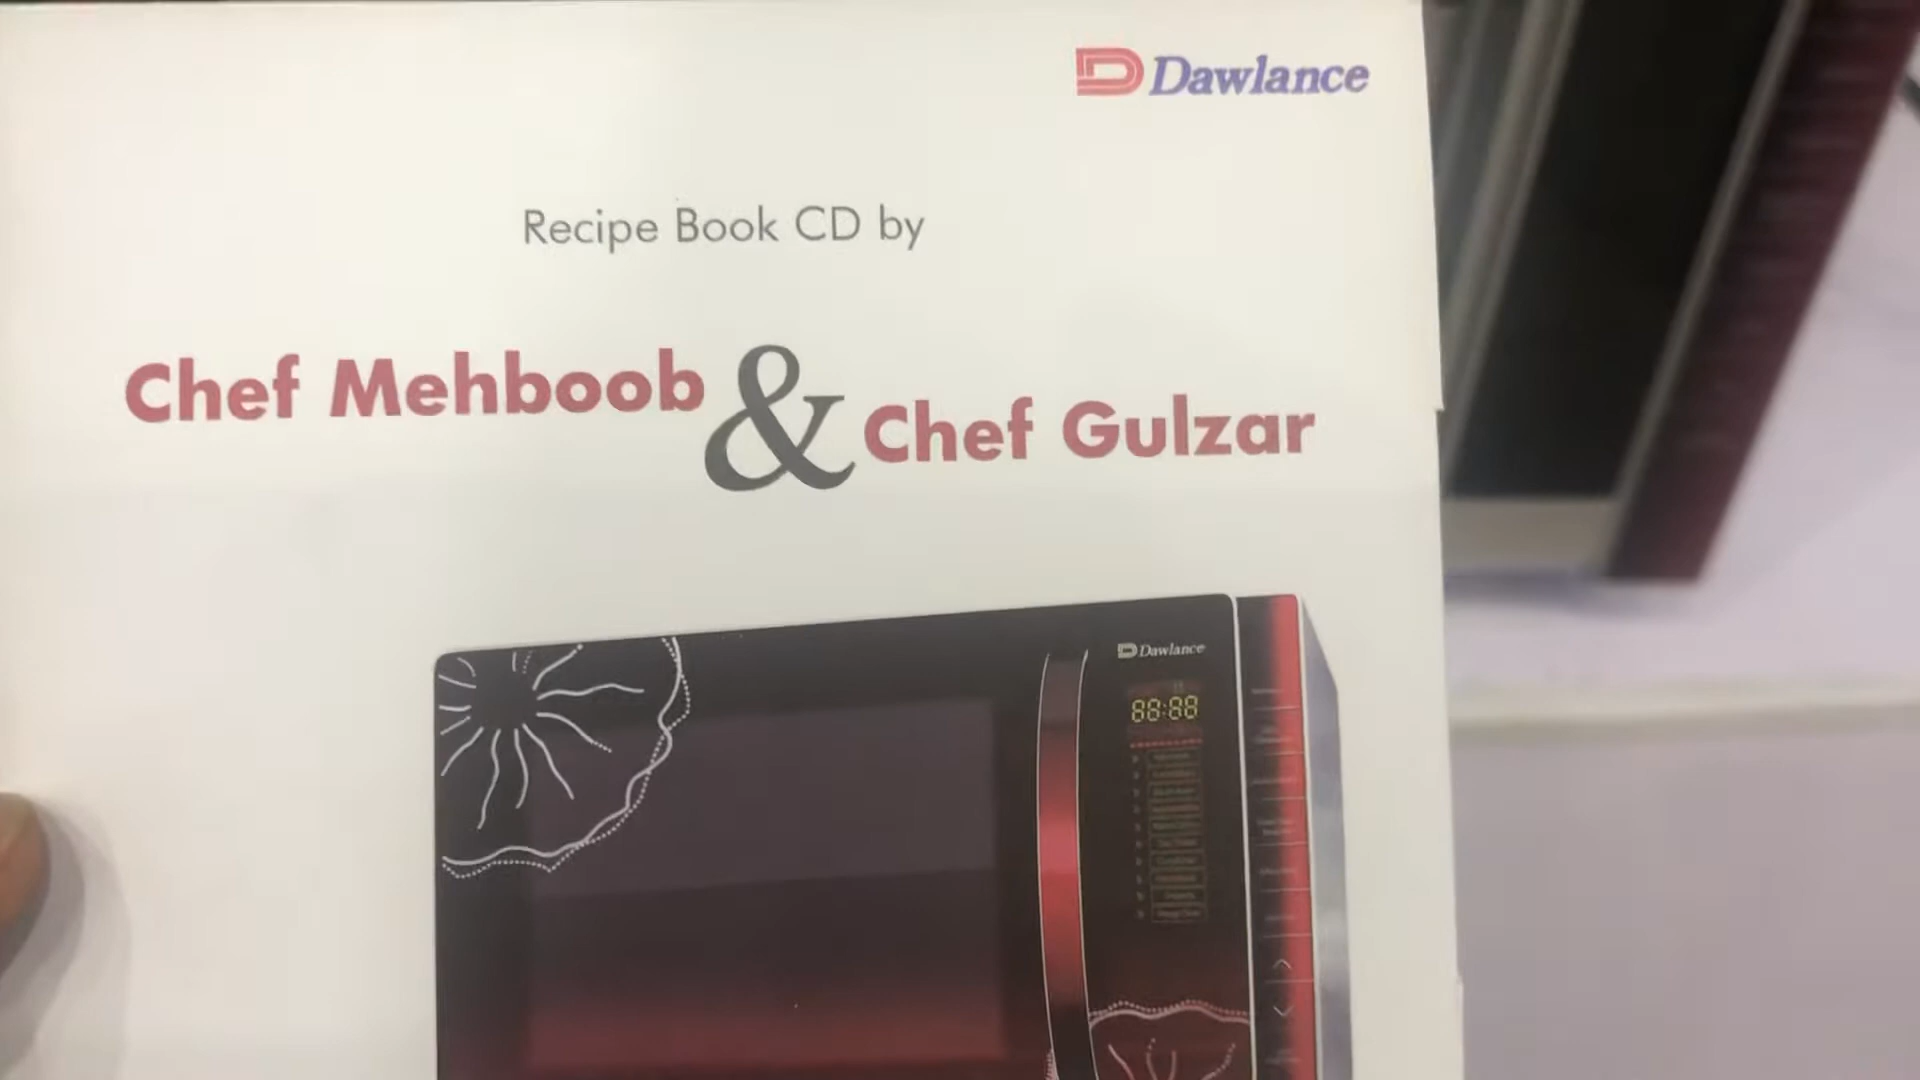 Dawlance
Recipe Book CD by
Chef Mehboob & Chef Gulzar
Dawlance
88:88